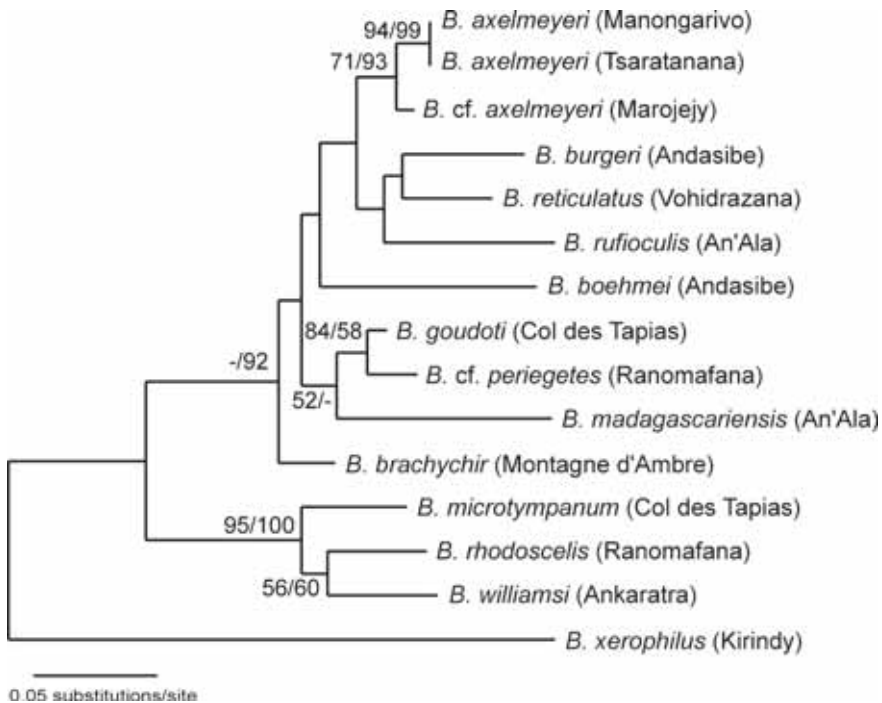 94/99
B. axelmeyeri (Manongarivo)
71/93
B. axelmeyeri (Tsaratanana)
B. cf. axelmeyeri (Marojejy)
B. burgeri (Andasibe)
B. reticulatus (Vohidrazana)
B. rufioculis (An'Ala)
B. boehmei (Andasibe)
84/58
B. goudoti (Col des Tapias)
-/92
B. cf. periegetes (Ranomafana)
52/-
B. madagascariensis (An'Ala)
B. brachychir (Montagne d'Ambre)
B. microtympanum (Col des Tapias)
95/100
B. rhodoscelis (Ranomafana)
56/60
B. williamsi (Ankaratra)
B. xerophilus (Kirindy)
0.05 substitutions/site